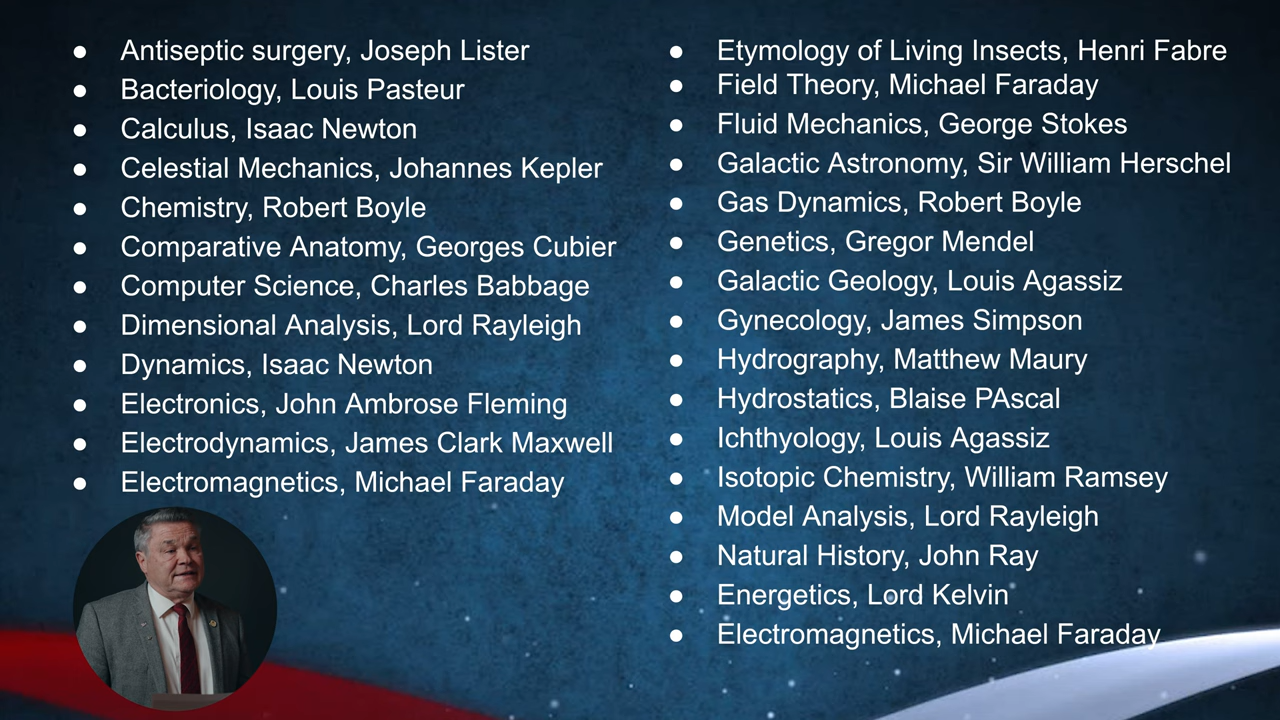 ● Antiseptic surgery, Joseph Lister
● Bacteriology, Louis Pasteur
● Calculus, Isaac Newton
● Celestial Mechanics, Johannes Kepler
● Chemistry, Robert Boyle
● Comparative Anatomy, Georges Cubier
● Computer Science, Charles Babbage
● Dimensional Analysis, Lord Rayleigh
● Dynamics, Isaac Newton
● Electronics, John Ambrose Fleming
● Electrodynamics, James Clark Maxwell
● Electromagnetics, Michael Faraday
● Etymology of Living Insects, Henri Fabre
● Field Theory, Michael Faraday
● Fluid Mechanics, George Stokes
● Galactic Astronomy, Sir William Herschel
● Gas Dynamics, Robert Boyle
● Genetics, Gregor Mendel
● Galactic Geology, Louis Agassiz
● Gynecology, James Simpson
● Hydrography, Matthew Maury
● Hydrostatics, Blaise PAscal
● Ichthyology, Louis Agassiz
● Isotopic Chemistry, William Ramsey
● Model Analysis, Lord Rayleigh
● Natural History, John Ray
● Energetics, Lord Kelvin
● Electromagnetics, Michael Faraday